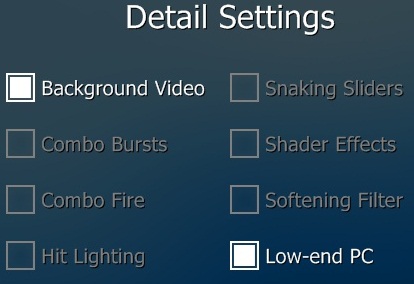 Detail Settings
Background Video
Snaking Sliders
Combo Bursts
Shader Effects
Combo Fire
Softening Filter
Hit Lighting
Low-end PC